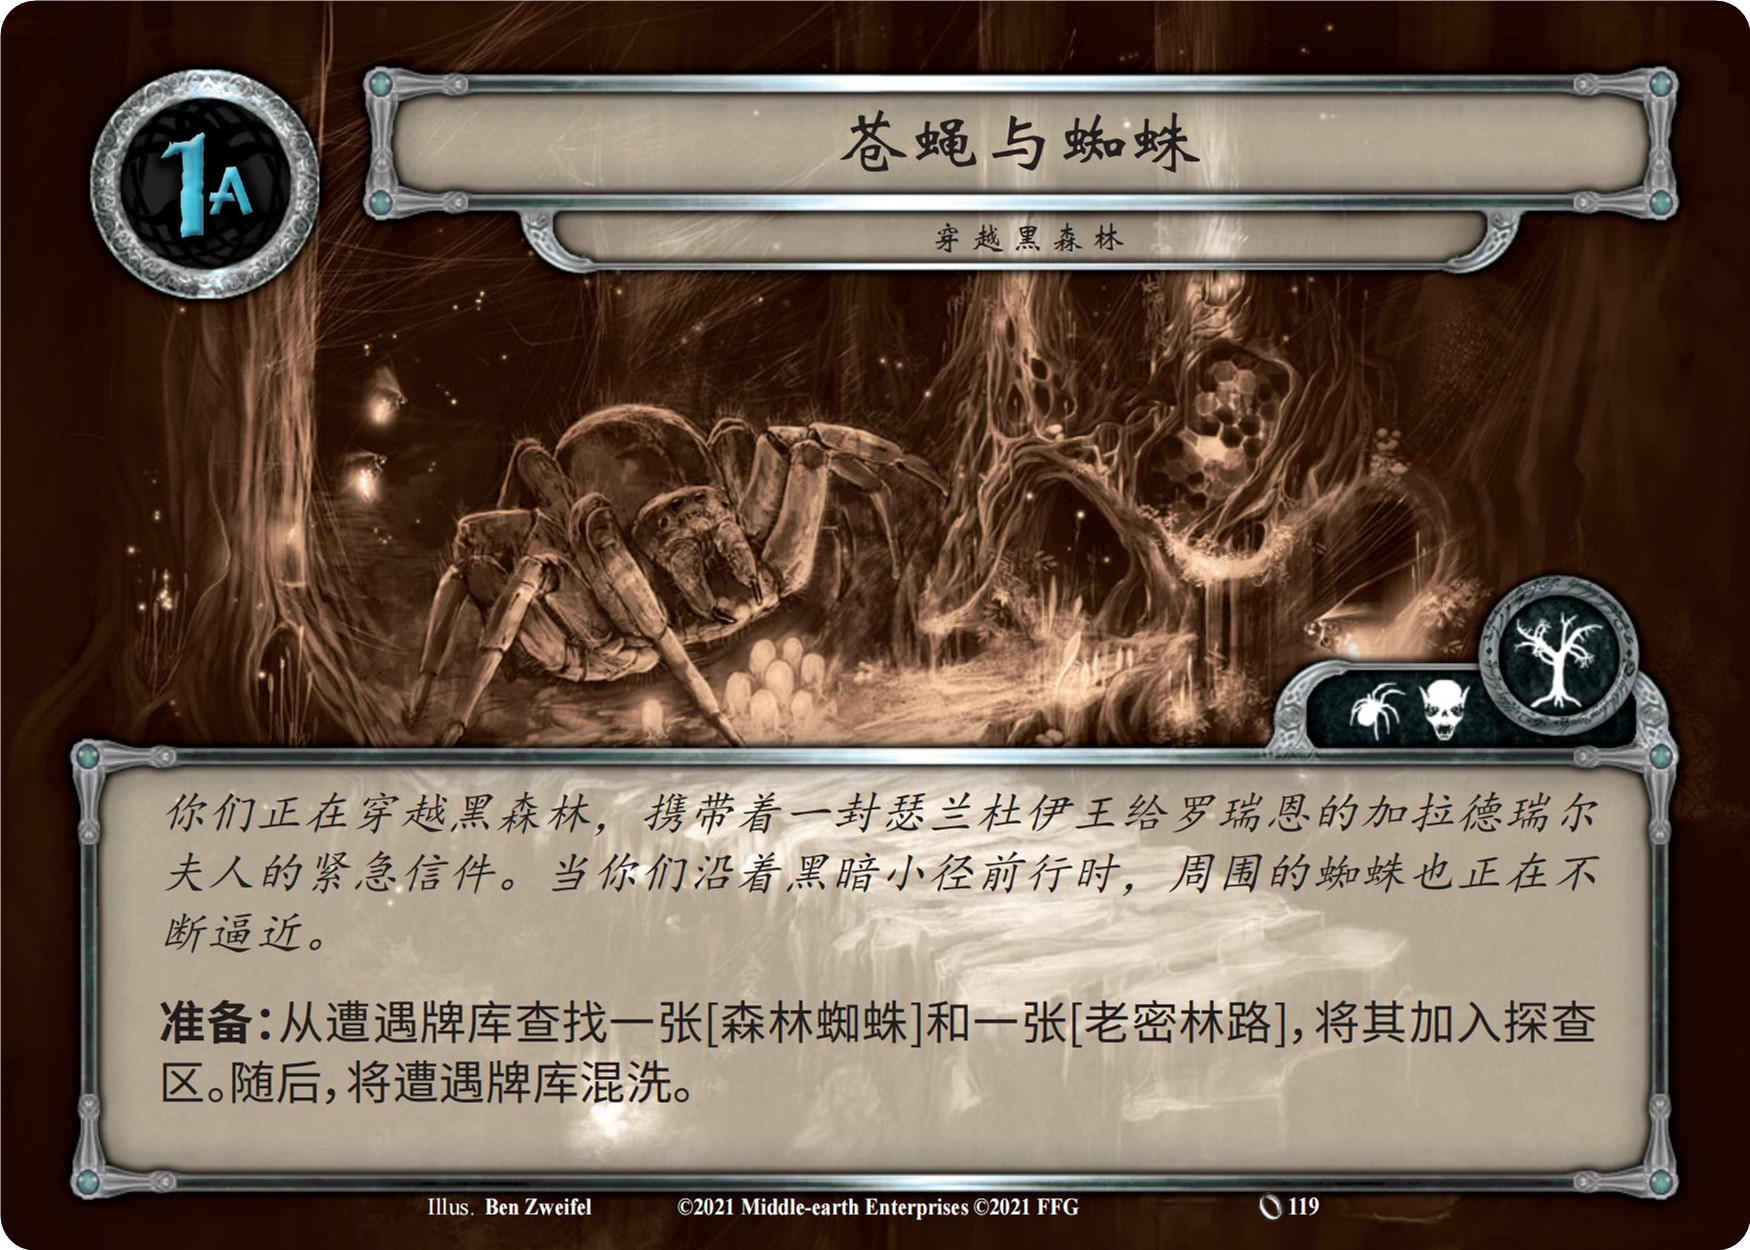 1A
苍蝇与蜘蛛
穿越黑森林
你们正在穿越黑森林，携带着一封瑟兰杜伊王给罗瑞恩的加拉德瑞尔
夫人的紧急信件。当你们沿着黑暗小径前行时，周围的蜘蛛也正在不
断逼近。
准备：从遭遇牌库查找一张[森林蜘蛛]和一张[老密林路]，将其加入探查
区。随后，将遭遇牌库混洗。
Illus. Ben Zweifel ©2021 Middle-earth Enterprises ©2021 FFG 119